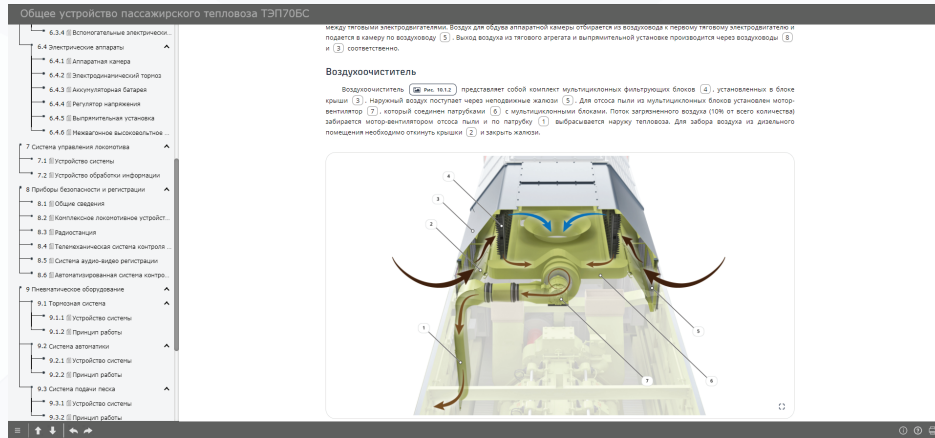 Общее устройство пассажирского тепловоза ТЭП70БС
6.3.4 Вспомогательные электрически...
6.4 Электрические аппараты
6.4.1 Аппаратная камера
6.4.2 Электродинамический тормоз
6.4.3 Аккумуляторная батарея
6.4.4 Регулятор напряжения
6.4.5 Выпрямительная установка
6.4.6 Межвагонное высоковольтное ...
7 Система управления локомотива
7.1 Устройство системы
7.2 Устройство обработки информации
8 Приборы безопасности и регистрации
8.1 Общие сведения
8.2 Комплексное локомотивное устройст...
8.3 Радиостанция
8.4 Телемеханическая система контроля ...
8.5 Система аудио-видео регистрации
8.6 Автоматизированная система контро...
9 Пневматическое оборудование
9.1 Тормозная система
9.1.1 Устройство системы
9.1.2 Принцип работы
9.2 Система автоматики
9.2.1 Устройство системы
9.2.2 Принцип работы
9.3 Система подачи песка
9.3.1 Устройство системы
9.3.2 Принцип работы
между тяговыми электродвигателями. Воздух для обдува аппаратной камеры отбирается из воздуховода к первому тяговому электродвигателю и
подается в камеру по воздуховоду 5 . Выход воздуха из тягового агрегата и выпрямительной установке производится через воздуховоды 8
и 3 соответственно.
Воздухоочиститель
Воздухоочиститель Рис. 10.1.2 представляет собой комплект мультициклонных фильтрующих блоков 4 , установленных в блоке
крыши 3 . Наружный воздух поступает через неподвижные жалюзи 5 . Для отсоса пыли из мультициклонных блоков установлен мотор-
вентилятор 7 , который соединен патрубками 6 с мультициклонными блоками. Поток загрязненного воздуха (10% от всего количества)
забирается мотор-вентилятором отсоса пыли и по патрубку 1 выбрасывается наружу тепловоза. Для забора воздуха из дизельного
помещения необходимо откинуть крышки 2 и закрыть жалюзи.
4
3
2
1
5
7
6